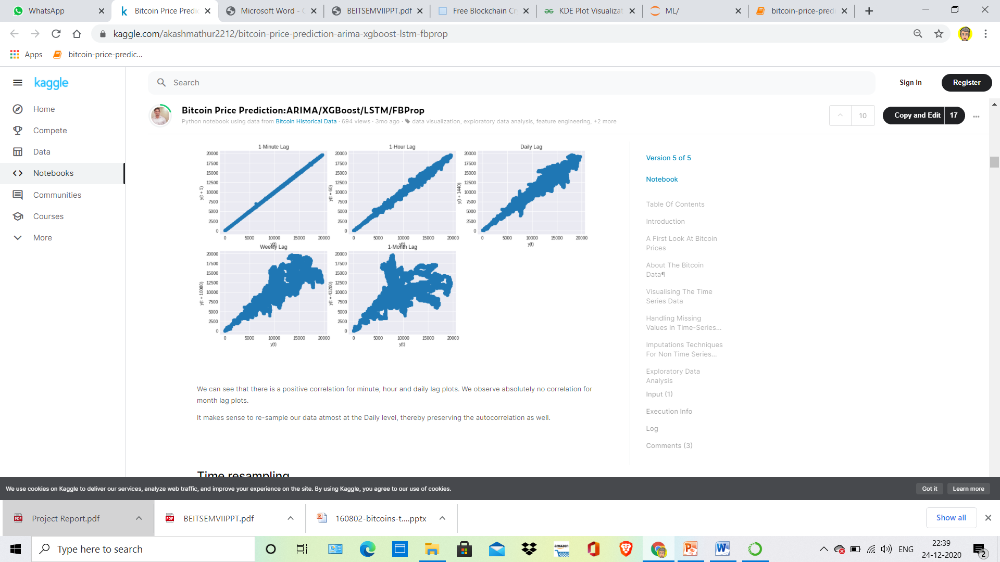 WhatsApp
Bitcoin Price Predic
Microsoft Word - C
BEITSEMVIIPPT.pdf
Free Blockchain Cr
KDE Plot Visualizat
ML/
bitcoin-price-predi
kaggle.com/akashmathur2212/bitcoin-price-prediction-arima-xgboost-lstm-fbprop
Apps
bitcoin-price-predic...
kaggle
Search
Sign In
Register
Home
Compete
Data
Notebooks
Communities
Courses
More
Bitcoin Price Prediction:ARIMA/XGBoost/LSTM/FBProp
Python notebook using data from Bitcoin Historical Data · 694 views · 3mo ago · data visualization, exploratory data analysis, feature engineering, +2 more
10
Copy and Edit 17
...
1-Minute Lag
20000
17500
15000
12500
10000
7500
5000
2500
0
y(t + 1)
0 5000 10000 15000 20000
y(t)
1-Hour Lag
20000
17500
15000
12500
10000
7500
5000
2500
0
y(t + 60)
0 5000 10000 15000 20000
y(t)
Daily Lag
20000
17500
15000
12500
10000
7500
5000
2500
0
y(t + 1440)
0 5000 10000 15000 20000
y(t)
Weekly Lag
20000
17500
15000
12500
10000
7500
5000
2500
0
y(t + 10080)
0 5000 10000 15000 20000
y(t)
1-Month Lag
20000
17500
15000
12500
10000
7500
5000
2500
0
y(t + 43200)
0 5000 10000 15000 20000
y(t)
We can see that there is a positive correlation for minute, hour and daily lag plots. We observe absolutely no correlation for
month lag plots.
It makes sense to re-sample our data atmost at the Daily level, thereby preserving the autocorrelation as well.
Time resampling
Version 5 of 5
Notebook
Table Of Contents
Introduction
A First Look At Bitcoin
Prices
About The Bitcoin
Data¶
Visualising The Time
Series Data
Handling Missing
Values In Time-Series...
Imputations Techniques
For Non Time Series...
Exploratory Data
Analysis
Input (1)
Execution Info
Log
Comments (3)
We use cookies on Kaggle to deliver our services, analyze web traffic, and improve your experience on the site. By using Kaggle, you agree to our use of cookies.
Got it
Learn more
Project Report.pdf
BEITSEMVIIPPT.pdf
160802-bitcoins-t....pptx
Show all
Type here to search
amazon
ENG
22:39
24-12-2020
2